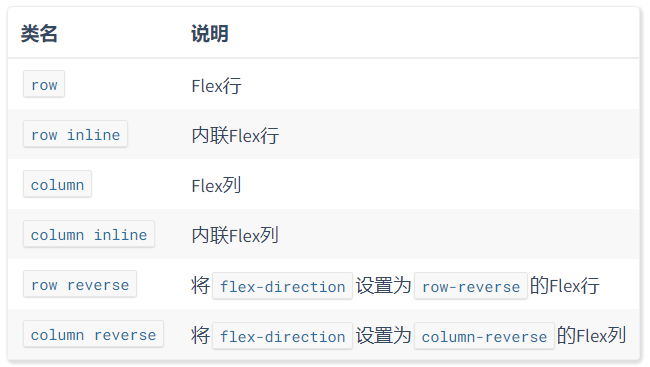 类名 说明
row Flex行
row inline 内联Flex行
column Flex列
column inline 内联Flex列
row reverse 将 flex-direction 设置为 row-reverse 的Flex行
column reverse 将 flex-direction 设置为 column-reverse 的Flex列